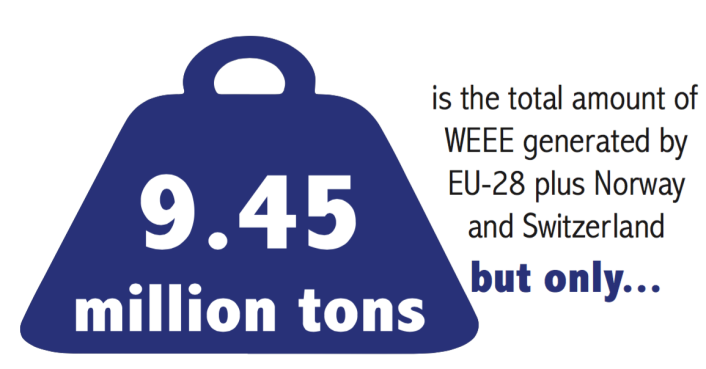 9.45
million tons
is the total amount of
WEEE generated by
EU-28 plus Norway
and Switzerland
but only...